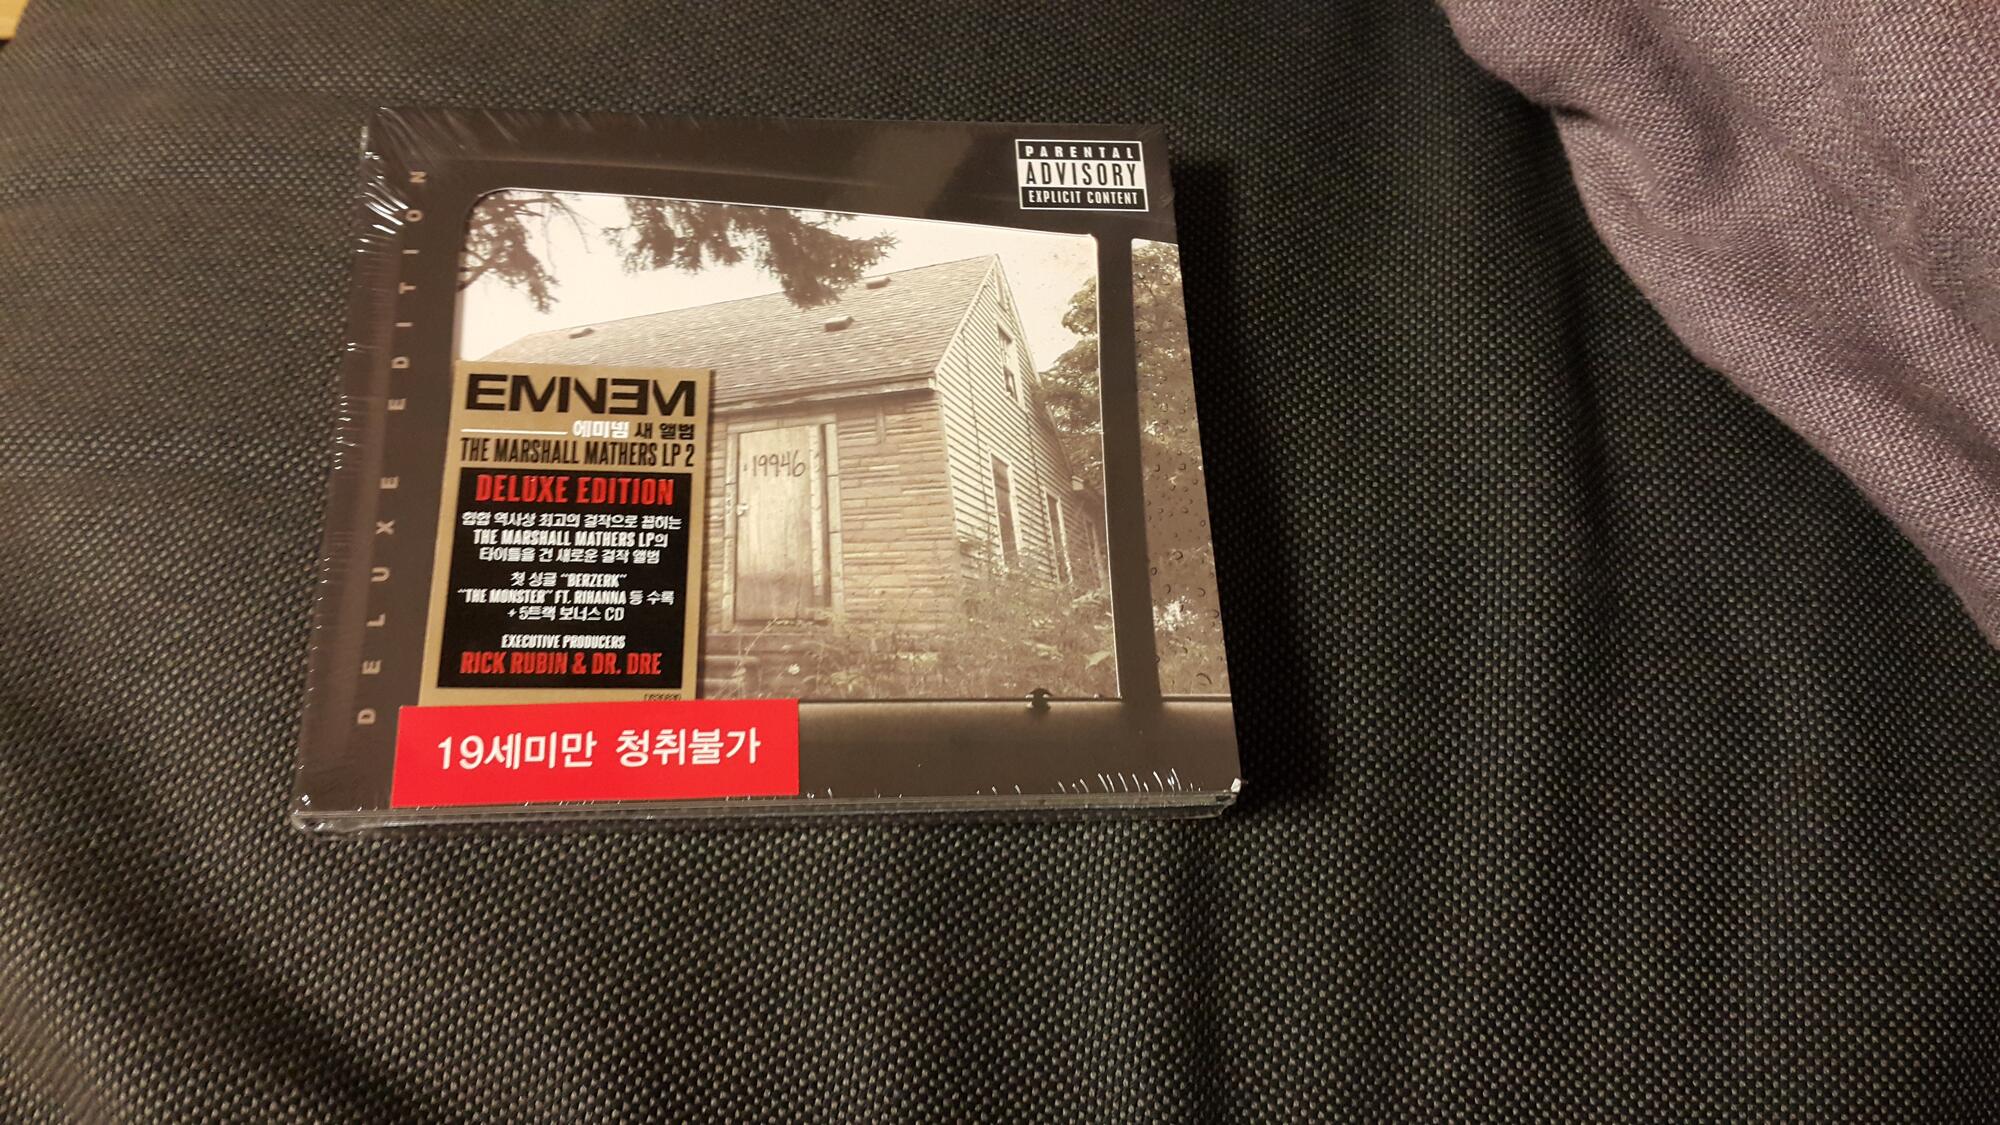 DELUXE EDITION
PARENTAL
ADVISORY
EXPLICIT CONTENT
19946
EMINEM
에미넴 새 앨범
THE MARSHALL MATHERS LP 2
DELUXE EDITION
힙합 역사상 최고의 걸작으로 꼽히는
THE MARSHALL MATHERS LP의
타이틀을 건 새로운 걸작 앨범
첫 싱글 "BERZERK"
"THE MONSTER" FT. RIHANNA 등 수록
+ 5트랙 보너스 CD
EXECUTIVE PRODUCERS
RICK RUBIN & DR. DRE
19세미만 청취불가